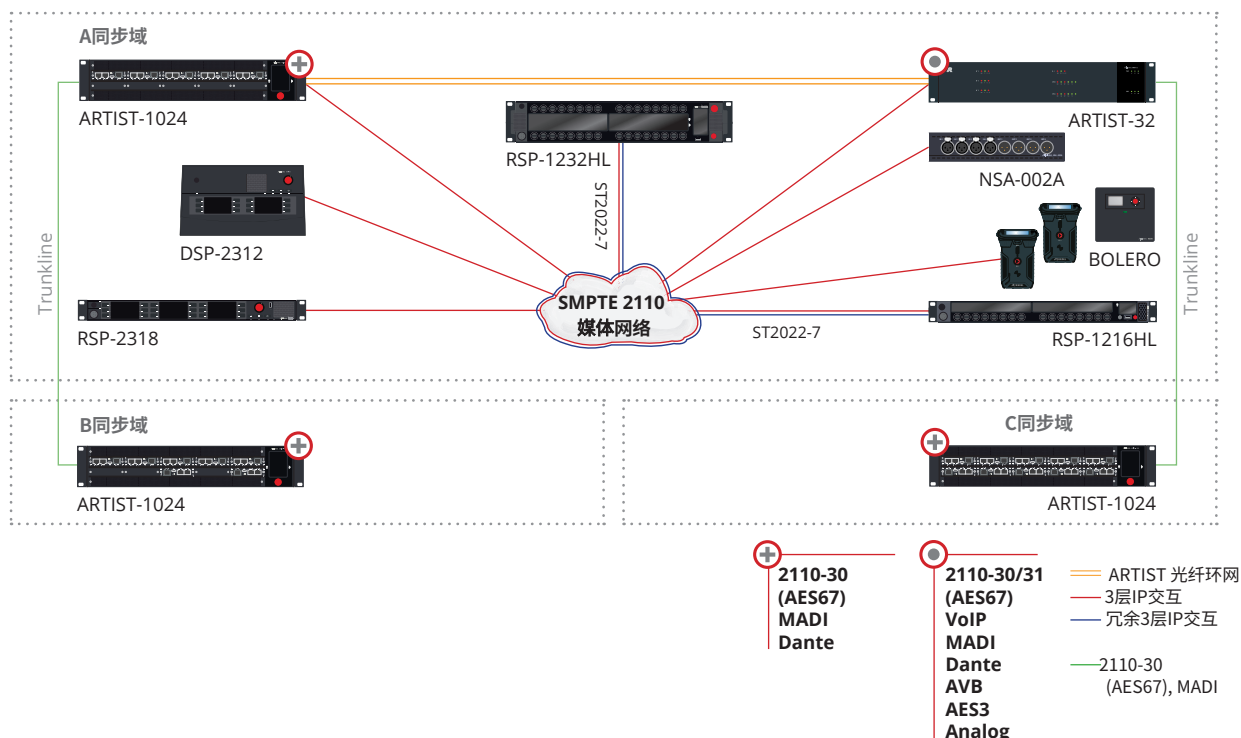 A同步域
ARTIST-1024
ARTIST-32
RSP-1232HL
NSA-002A
ST2022-7
DSP-2312
BOLERO
Trunkline
Trunkline
SMPTE 2110
媒体网络
RSP-2318
ST2022-7
RSP-1216HL
B同步域
ARTIST-1024
C同步域
ARTIST-1024
2110-30
(AES67)
MADI
Dante
2110-30/31
(AES67)
VoIP
MADI
Dante
AVB
AES3
Analog
ARTIST 光纤环网
3层IP交互
冗余3层IP交互
2110-30
(AES67), MADI